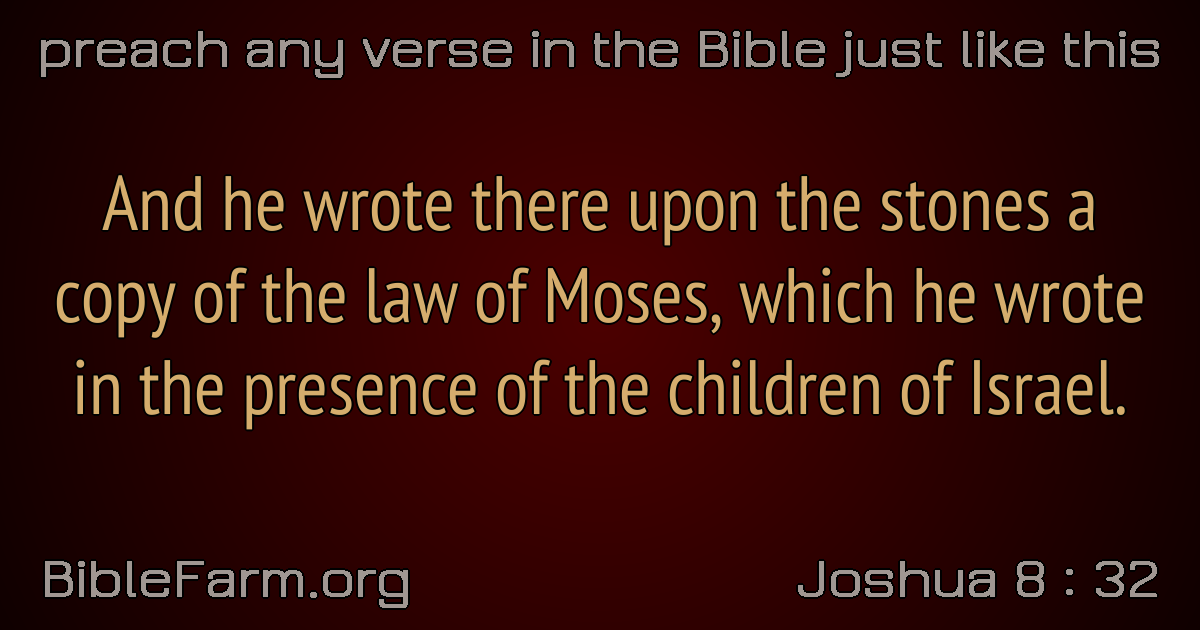 preach any verse in the Bible just like this
And he wrote there upon the stones a
copy of the law of Moses, which he wrote
in the presence of the children of Israel.
BibleFarm.org
Joshua 8 : 32